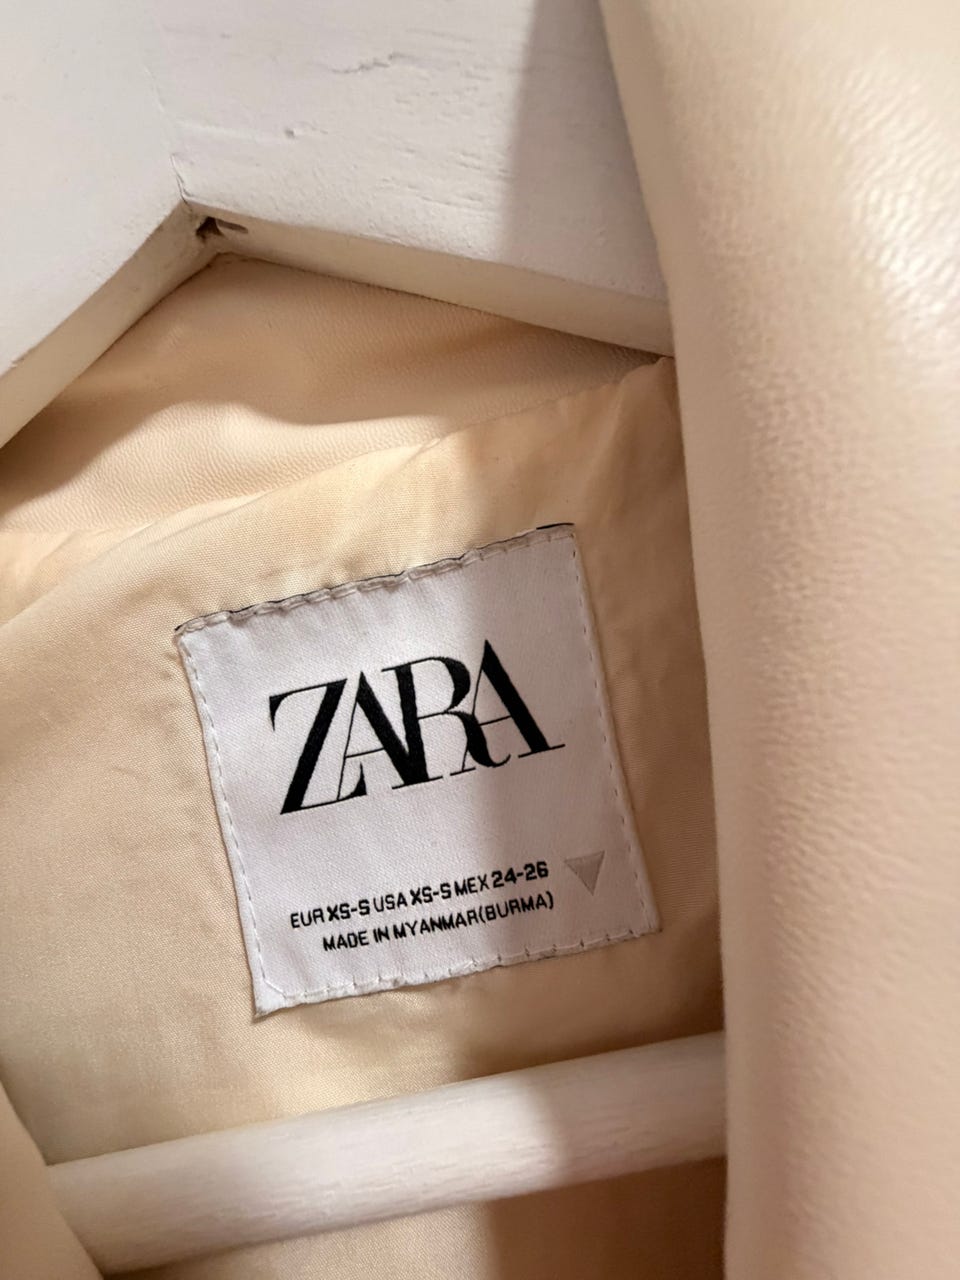 ZARA
EUR XS-S USA XS-S MEX 24-26
MADE IN MYANMAR(BURMA)